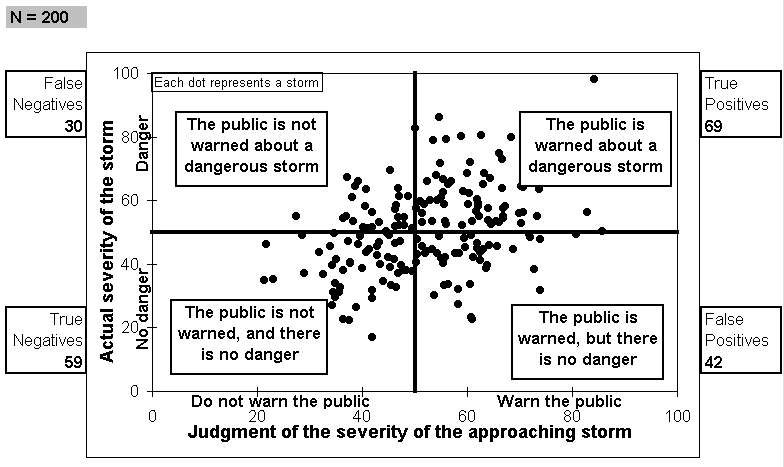 N = 200
False
Negatives
30
True
Positives
69
True
Negatives
59
False
Positives
42
Actual severity of the storm
Danger
No danger
100
80
60
40
20
0
Each dot represents a storm
The public is not
warned about a
dangerous storm
The public is
warned about a
dangerous storm
The public is not
warned, and there
is no danger
The public is
warned, but there
is no danger
Do not warn the public
Warn the public
0 20 40 60 80 100
Judgment of the severity of the approaching storm